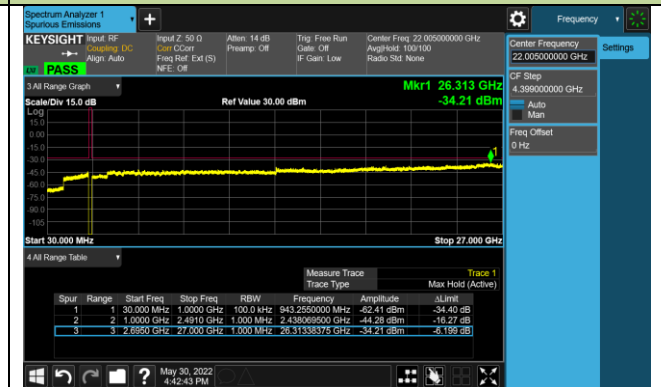 Spectrum Analyzer 1
Spurious Emissions
Frequency
KEYSIGHT Input: RF
Coupling: DC
Align: Auto
Input Z: 50 Ω
Corr CCorr
Freq Ref: Ext (S)
NFE: Off
Atten: 14 dB
Preamp: Off
Trig: Free Run
Gate: Off
IF Gain: Low
Center Freq: 22.005000000 GHz
Avg|Hold: 100/100
Radio Std: None
LXI PASS
Center Frequency
22.005000000 GHz
Settings
CF Step
4.399000000 GHz
Auto
Man
Freq Offset
0 Hz
3 All Range Graph
Mkr1 26.313 GHz
Scale/Div 15.0 dB Ref Value 30.00 dBm -34.21 dBm
Log
15.0
0.00
-15.0
-30.0
-45.0
-60.0
-75.0
-90.0
-105
1
Start 30.000 MHz Stop 27.000 GHz
4 All Range Table
Measure Trace Trace 1
Trace Type Max Hold (Active)
Spur Range Start Freq Stop Freq RBW Frequency Amplitude ΔLimit
1 1 30.000 MHz 1.0000 GHz 100.0 kHz 943.2550000 MHz -62.41 dBm -34.40 dB
2 2 1.0000 GHz 2.4910 GHz 1.000 MHz 2.438069500 GHz -44.28 dBm -16.27 dB
3 3 2.6950 GHz 27.000 GHz 1.000 MHz 26.31338375 GHz -34.21 dBm -6.199 dB
May 30, 2022
4:42:43 PM